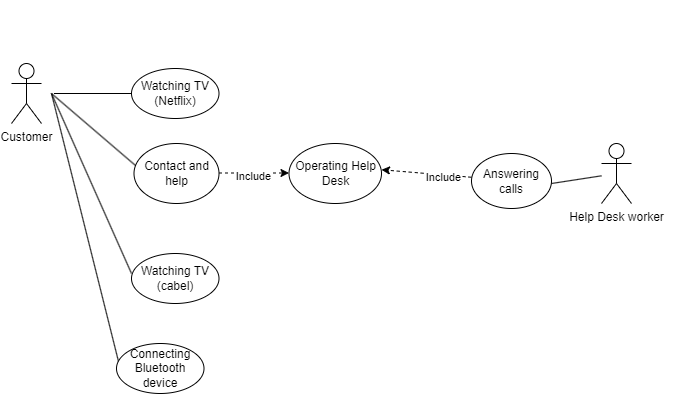 Watching TV
(Netflix)
Customer
Contact and
help
Include
Operating Help
Desk
Include
Answering
calls
Help Desk worker
Watching TV
(cabel)
Connecting
Bluetooth
device